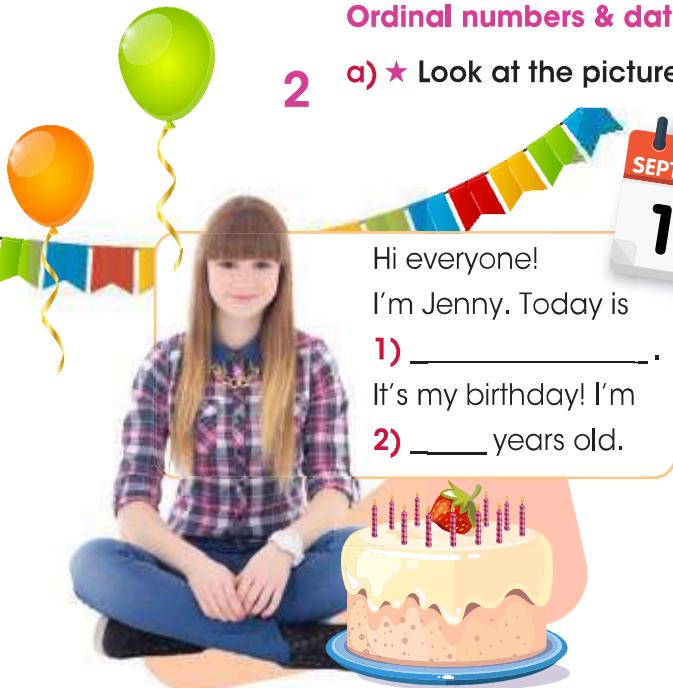 Ordinal numbers & dat
2
a) ★ Look at the picture
SEPT
1
Hi everyone!
I'm Jenny. Today is
1) ________________ .
It's my birthday! I'm
2) _____ years old.